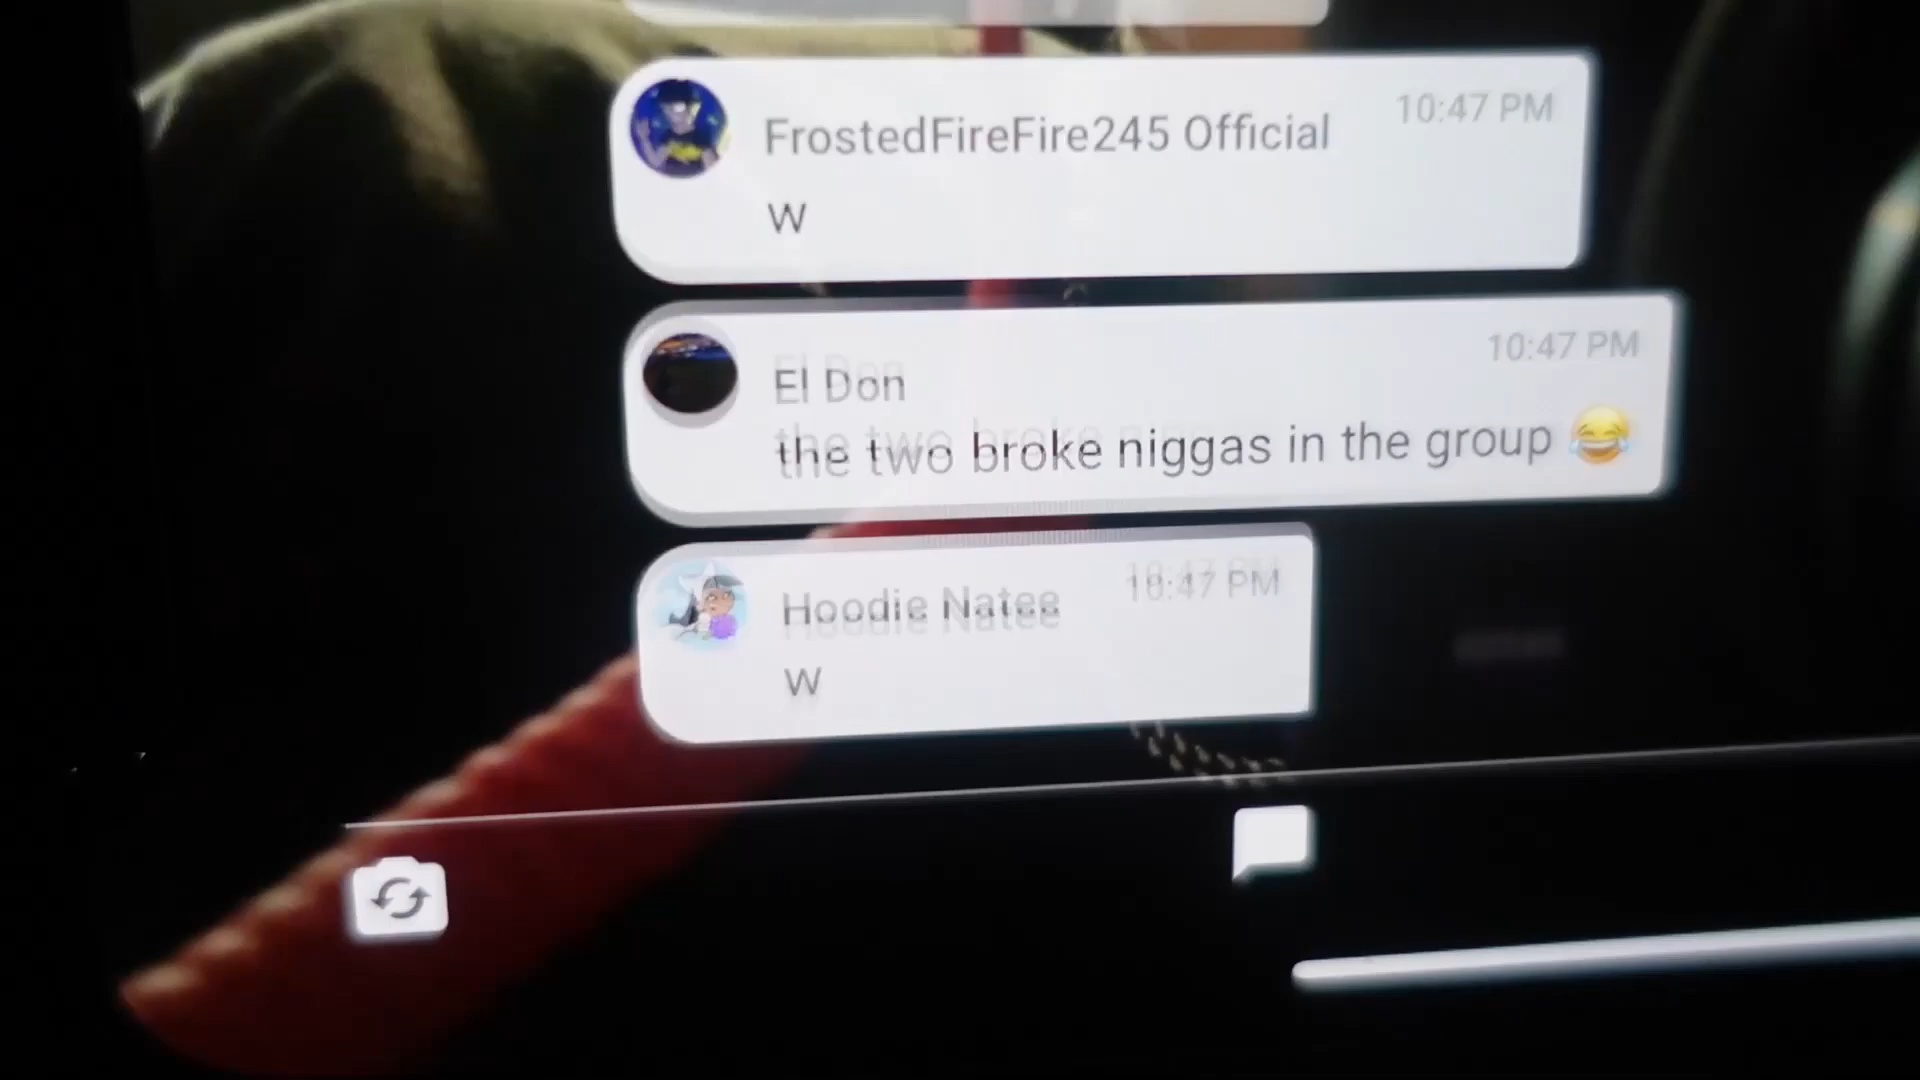 FrostedFireFire245 Official 10:47 PM
W
El Don 10:47 PM
the two broke niggas in the group 😂
Hoodie Natee 10:47 PM
W